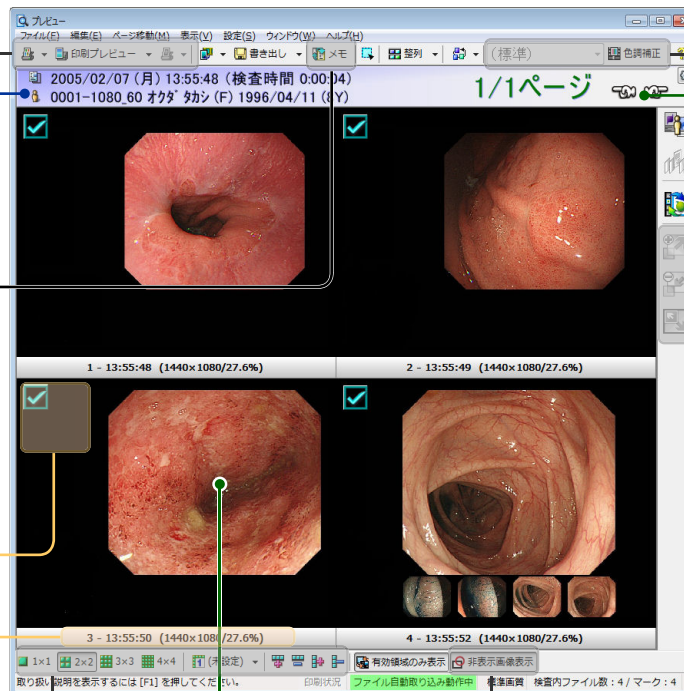 プレビュー
ファイル(F) 編集(E) ページ移動(M) 表示(V) 設定(S) ウィンドウ(W) ヘルプ(H)
印刷プレビュー 書き出し メモ 整列 (標準) 色調補正
2005/02/07 (月) 13:55:48 (検査時間 0:00:04)
0001-1080_60 オクダ タカシ (F) 1996/04/11 (8Y)
1/1ページ
1 - 13:55:48 (1440×1080/27.6%)
2 - 13:55:49 (1440×1080/27.6%)
3 - 13:55:50 (1440×1080/27.6%)
4 - 13:55:52 (1440×1080/27.6%)
1×1 2×2 3×3 4×4 (未設定) 有効領域のみ表示 非表示画像表示
取り扱い説明を表示するには [F1] を押してください。 印刷状況 ファイル自動取り込み動作中 標準画質 検査内ファイル数 : 4 / マーク : 4